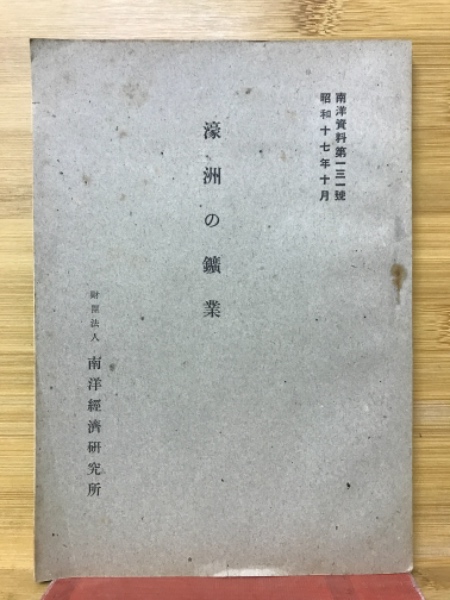 南洋資料第一三一號
昭和十七年十月
濠洲の鑛業
財團法人 南洋經濟研究所